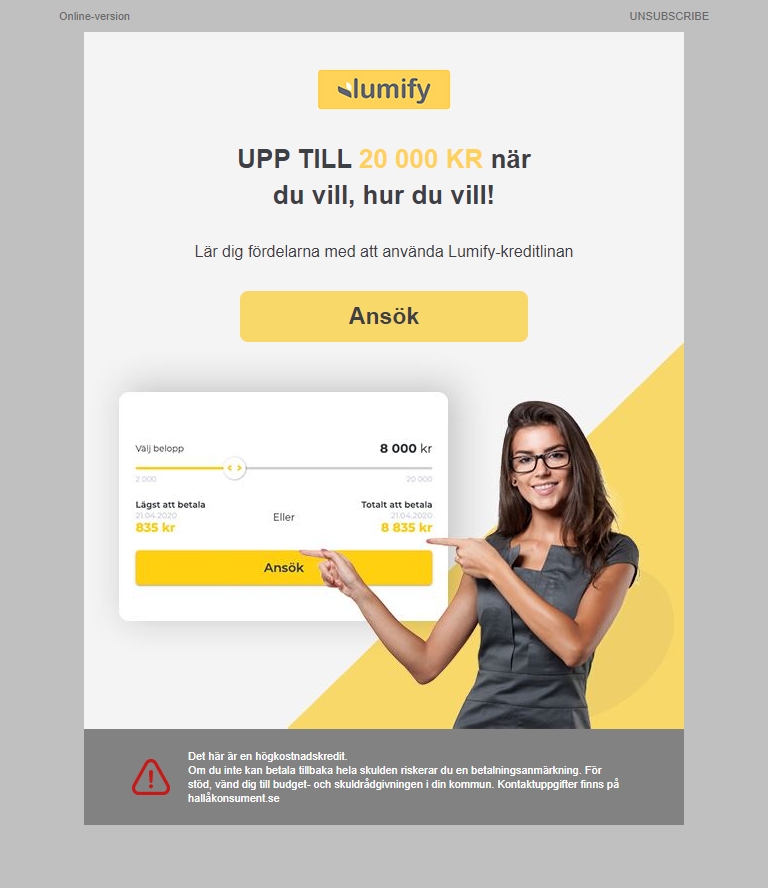 Online-version
UNSUBSCRIBE
lumify
UPP TILL 20 000 KR när
du vill, hur du vill!
Lär dig fördelarna med att använda Lumify-kreditlinan
Ansök
Välj belopp
8 000 kr
2 000
20 000
Lägst att betala
Totalt att betala
21.04.2020
21.04.2020
835 kr
Eller
8 835 kr
Ansök
Det här är en högkostnadskredit.
Om du inte kan betala tillbaka hela skulden riskerar du en betalningsanmärkning. För
stöd, vänd dig till budget- och skuldrådgivningen i din kommun. Kontaktuppgifter finns på
hallåkonsument.se